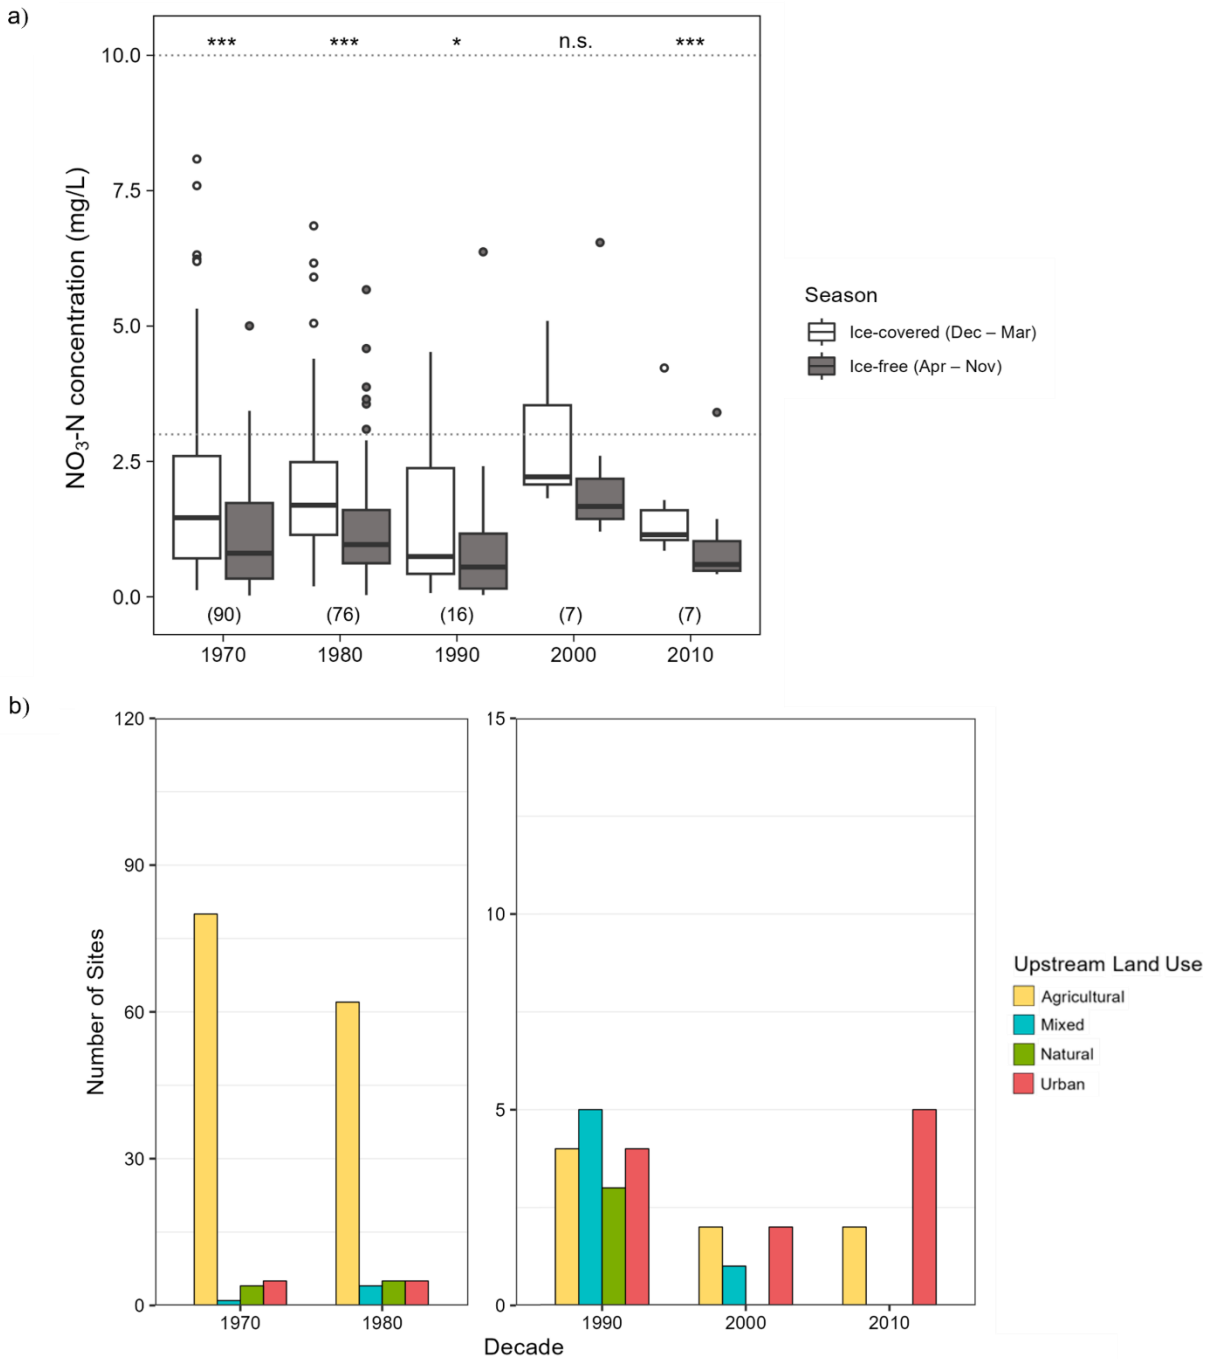 a)
*** *** * n.s. ***
10.0
7.5
5.0
2.5
0.0
NO3-N concentration (mg/L)
(90) (76) (16) (7) (7)
1970 1980 1990 2000 2010
Season
Ice-covered (Dec – Mar)
Ice-free (Apr – Nov)
b)
120
90
60
30
0
Number of Sites
15
10
5
0
1970 1980 1990 2000 2010
Decade
Upstream Land Use
Agricultural
Mixed
Natural
Urban